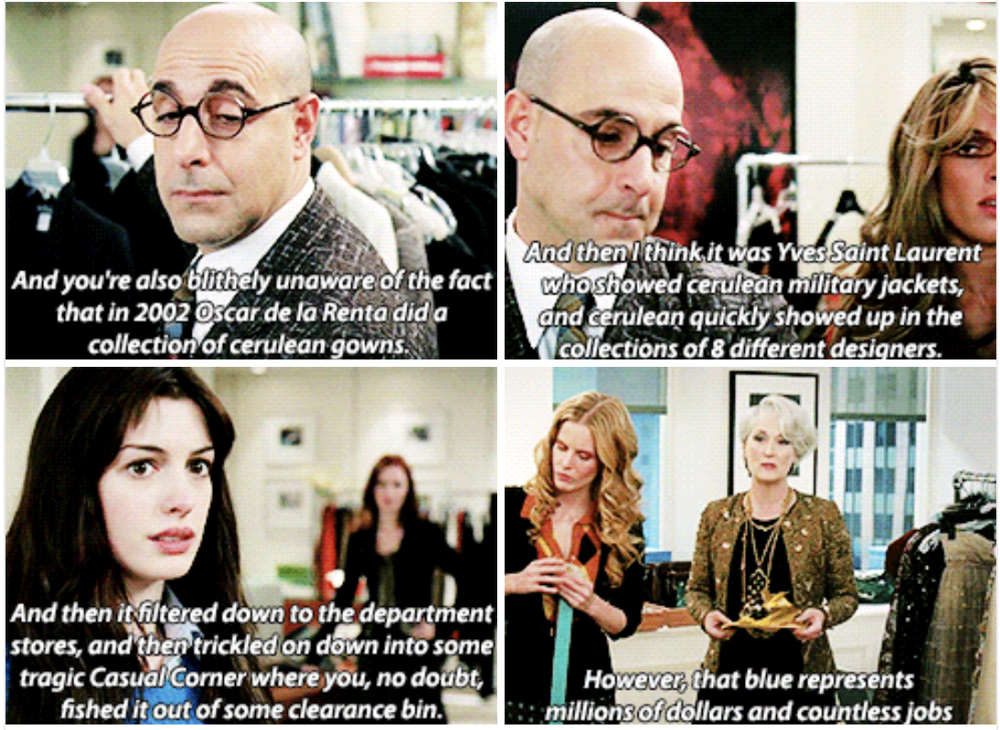 And you're also blithely unaware of the fact
that in 2002 Oscar de la Renta did a
collection of cerulean gowns.
And then I think it was Yves Saint Laurent
who showed cerulean military jackets,
and cerulean quickly showed up in the
collections of 8 different designers.
And then it filtered down to the department
stores, and then trickled on down into some
tragic Casual Corner where you, no doubt,
fished it out of some clearance bin.
However, that blue represents
millions of dollars and countless jobs